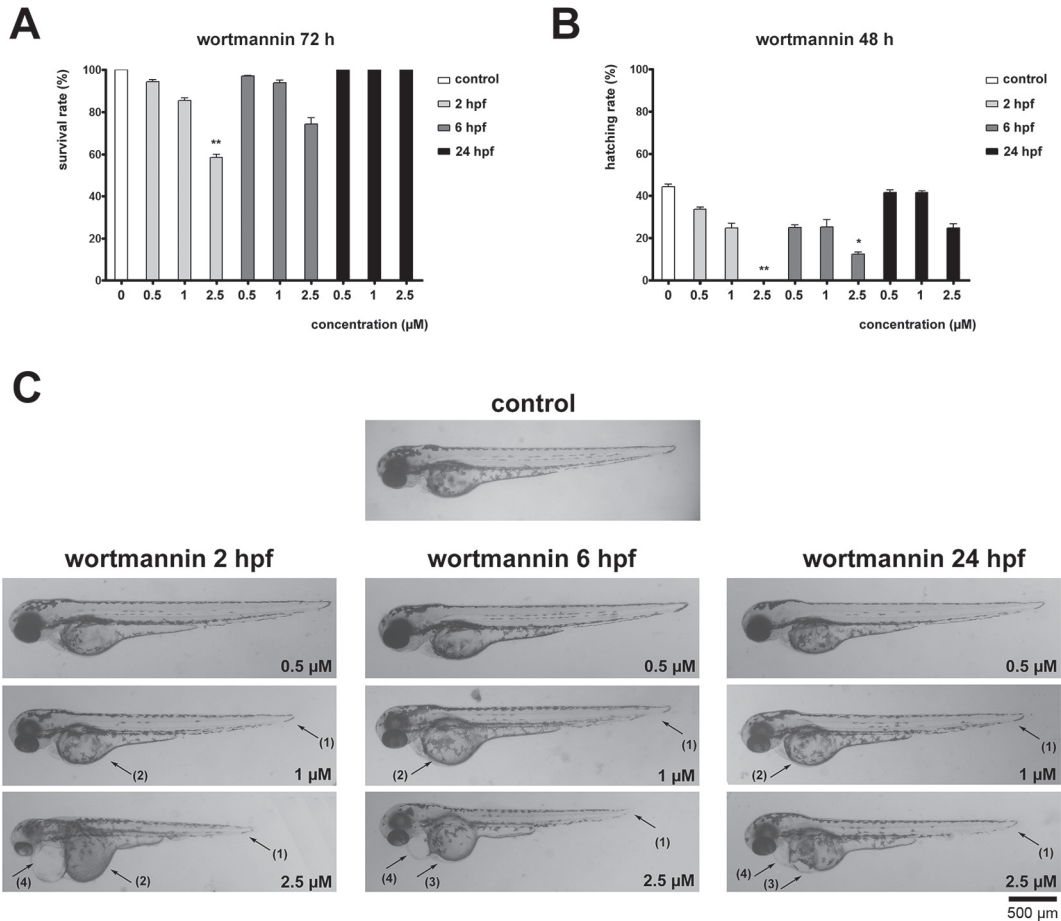 A
wortmannin 72 h
survival rate (%)
100
80
60
40
20
0
**
0 0.5 1 2.5 0.5 1 2.5 0.5 1 2.5
concentration (µM)
control
2 hpf
6 hpf
24 hpf
B
wortmannin 48 h
hatching rate (%)
100
80
60
40
20
0
**
*
0 0.5 1 2.5 0.5 1 2.5 0.5 1 2.5
concentration (µM)
control
2 hpf
6 hpf
24 hpf
C
control
wortmannin 2 hpf
wortmannin 6 hpf
wortmannin 24 hpf
0.5 µM
0.5 µM
0.5 µM
(1)
(2)
1 µM
(1)
(2)
1 µM
(1)
(2)
1 µM
(1)
(4)
(2)
2.5 µM
(1)
(4)
(3)
2.5 µM
(1)
(4)
(3)
2.5 µM
500 µm